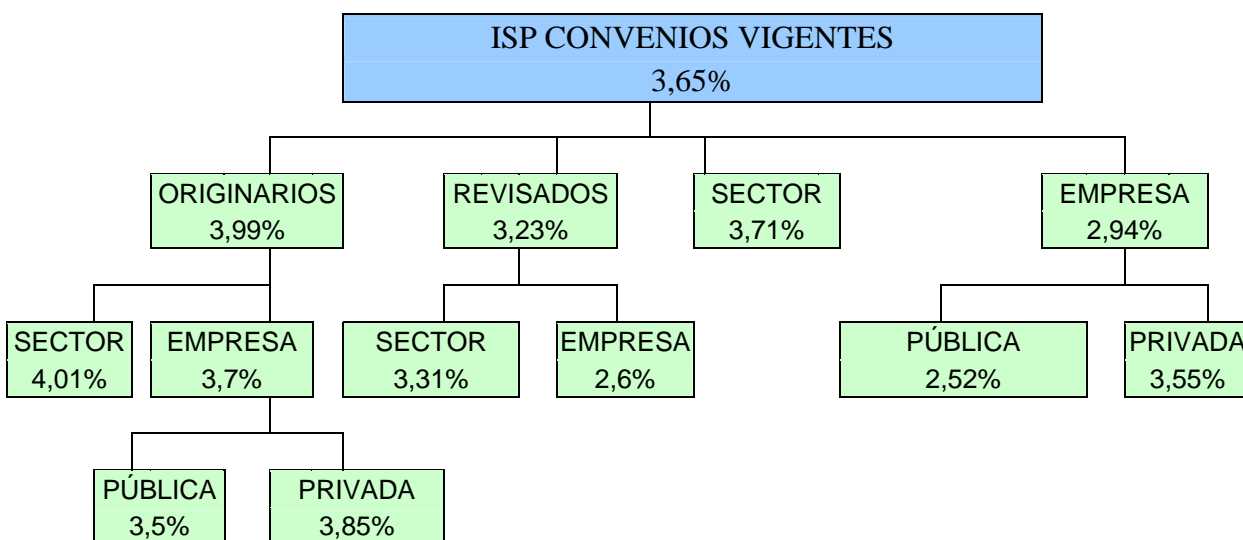 ISP CONVENIOS VIGENTES
3,65%
ORIGINARIOS
3,99%
REVISADOS
3,23%
SECTOR
3,71%
EMPRESA
2,94%
SECTOR
4,01%
EMPRESA
3,7%
SECTOR
3,31%
EMPRESA
2,6%
PÚBLICA
2,52%
PRIVADA
3,55%
PÚBLICA
3,5%
PRIVADA
3,85%